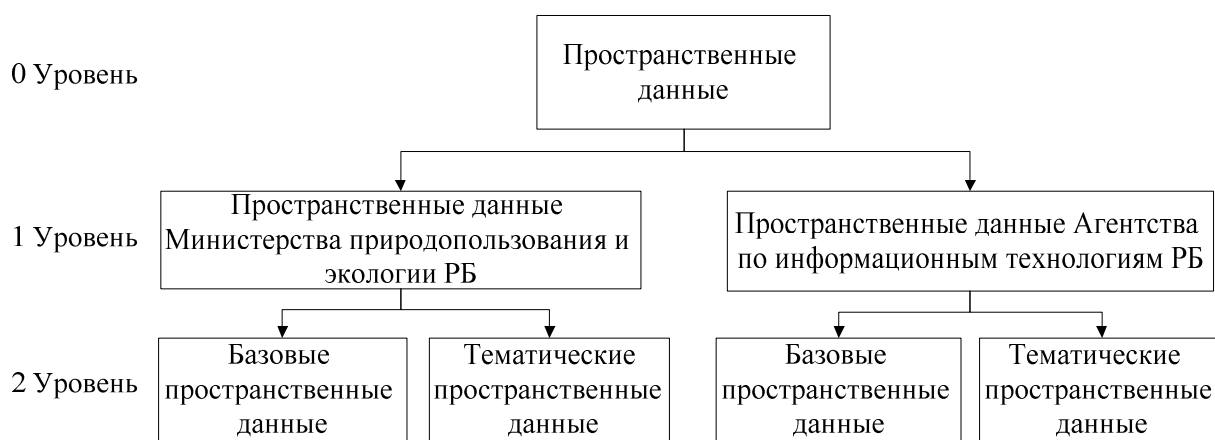 0 Уровень
Пространственные
данные
1 Уровень
Пространственные данные
Министерства природопользования и
экологии РБ
Пространственные данные Агентства
по информационным технологиям РБ
2 Уровень
Базовые
пространственные
данные
Тематические
пространственные
данные
Базовые
пространственные
данные
Тематические
пространственные
данные